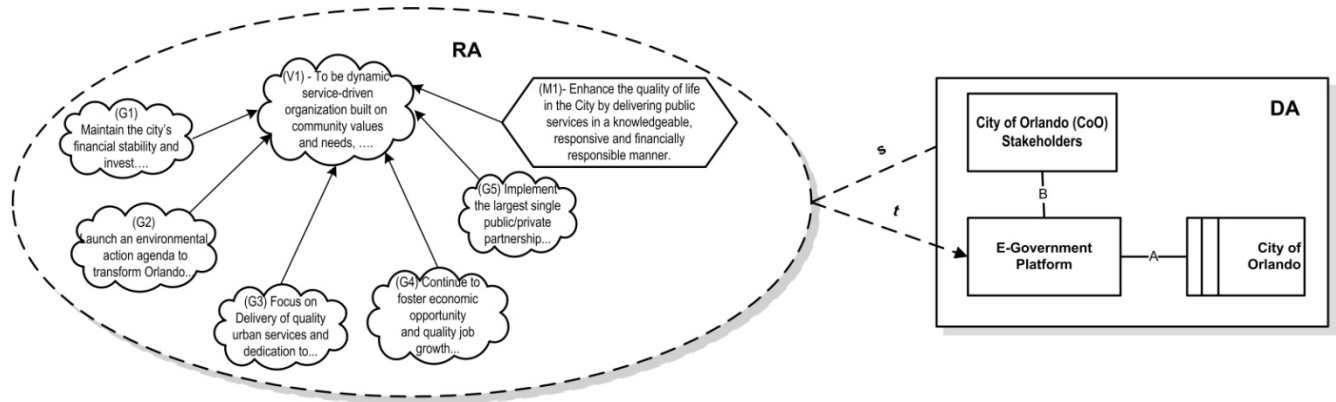 RA
(V1) - To be dynamic
service-driven
organization built on
community values
and needs, ....
(M1)- Enhance the quality of life
in the City by delivering public
services in a knowledgeable,
responsive and financially
responsible manner.
(G1)
Maintain the city's
financial stability and
invest....
(G2)
Launch an environmental
action agenda to
transform Orlando...
(G3) Focus on
Delivery of quality
urban services and
dedication to...
(G4) Continue to
foster economic
opportunity
and quality job
growth...
(G5) Implement
the largest single
public/private
partnership...
s
t
DA
City of Orlando (CoO)
Stakeholders
B
E-Government
Platform
A
City of
Orlando